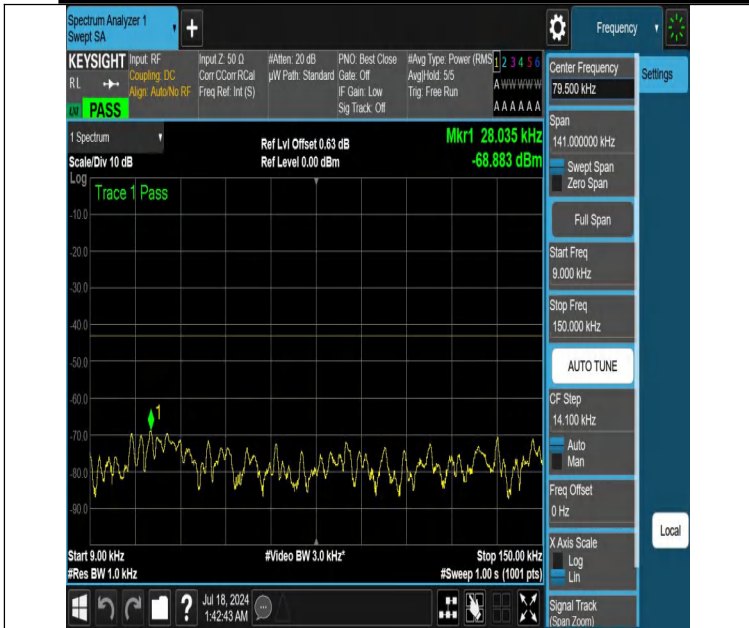 Spectrum Analyzer 1
Swept SA
+
Frequency
KEYSIGHT
Input: RF
Coupling: DC
Align: Auto/No RF
Input Z: 50 Ω
Corr CCorr RCal
Freq Ref: Int (S)
#Atten: 20 dB
µW Path: Standard
PNO: Best Close
Gate: Off
IF Gain: Low
Sig Track: Off
#Avg Type: Power (RMS
Avg|Hold: 5/5
Trig: Free Run
1 2 3 4 5 6
A W W W W W
A A A A A A
RL
LXI
PASS
1 Spectrum
Scale/Div 10 dB
Ref Lvl Offset 0.63 dB
Ref Level 0.00 dBm
Mkr1 28.035 kHz
-68.883 dBm
Log
Trace 1 Pass
-10.0
-20.0
-30.0
-40.0
-50.0
-60.0
1
-70.0
-80.0
-90.0
Start 9.00 kHz
#Video BW 3.0 kHz*
Stop 150.00 kHz
#Res BW 1.0 kHz
#Sweep 1.00 s (1001 pts)
?
Jul 18, 2024
1:42:43 AM
Center Frequency
79.500 kHz
Settings
Span
141.000000 kHz
Swept Span
Zero Span
Full Span
Start Freq
9.000 kHz
Stop Freq
150.000 kHz
AUTO TUNE
CF Step
14.100 kHz
Auto
Man
Freq Offset
0 Hz
Local
X Axis Scale
Log
Lin
Signal Track
(Span Zoom)